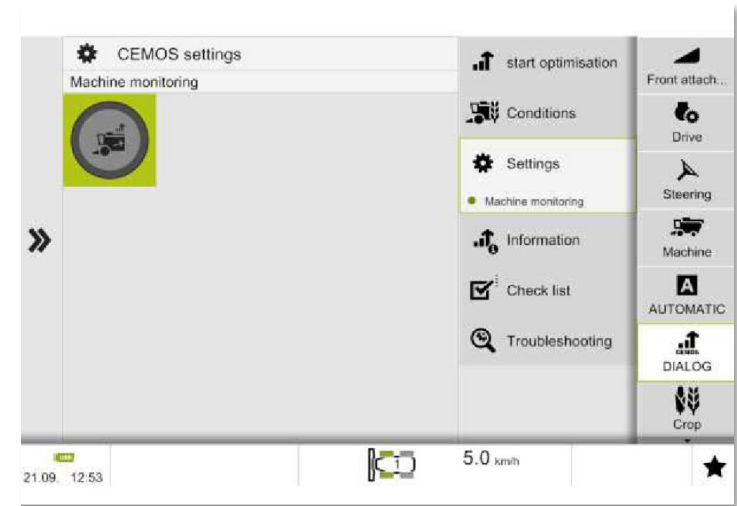 CEMOS settings
Machine monitoring
start optimisation
Conditions
Settings
Machine monitoring
Information
Check list
Troubleshooting
Front attach...
Drive
Steering
Machine
A
AUTOMATIC
CEMOS
DIALOG
Crop
21.09. 12:53
1
5.0 km/h